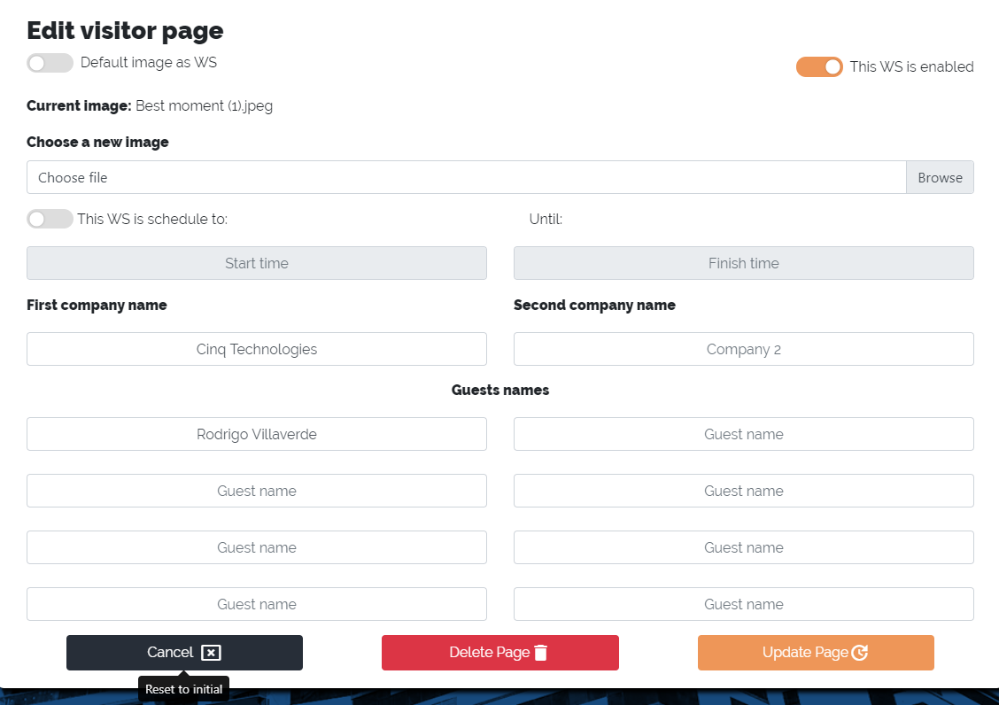 Edit visitor page
Default image as WS
This WS is enabled
Current image: Best moment (1).jpeg
Choose a new image
Choose file Browse
This WS is schedule to: Until:
Start time Finish time
First company name Second company name
Cinq Technologies Company 2
Guests names
Rodrigo Villaverde Guest name
Guest name Guest name
Guest name Guest name
Guest name Guest name
Cancel Delete Page Update Page
Reset to initial